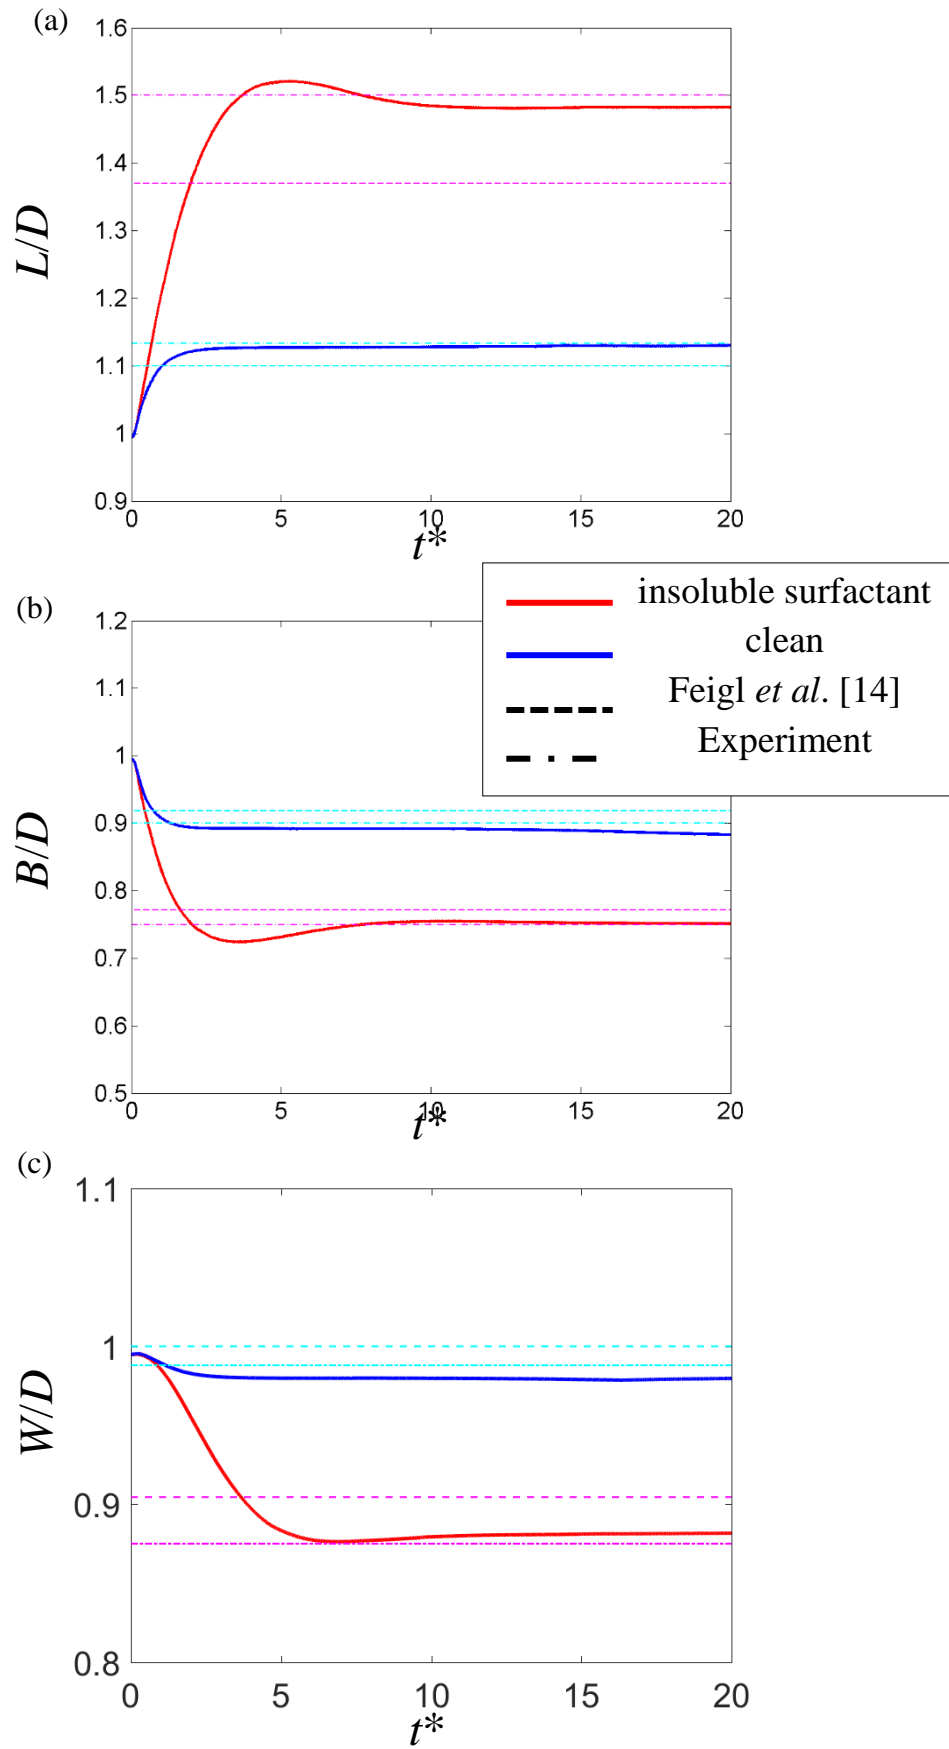 (a)
1.6
1.5
1.4
1.3
1.2
1.1
1
0.9
L/D
0 5 10 15 20
t*
insoluble surfactant
clean
Feigl et al. [14]
Experiment
(b)
1.2
1.1
1
0.9
0.8
0.7
0.6
0.5
B/D
0 5 10 15 20
t*
(c)
1.1
1
0.9
0.8
W/D
0 5 10 15 20
t*